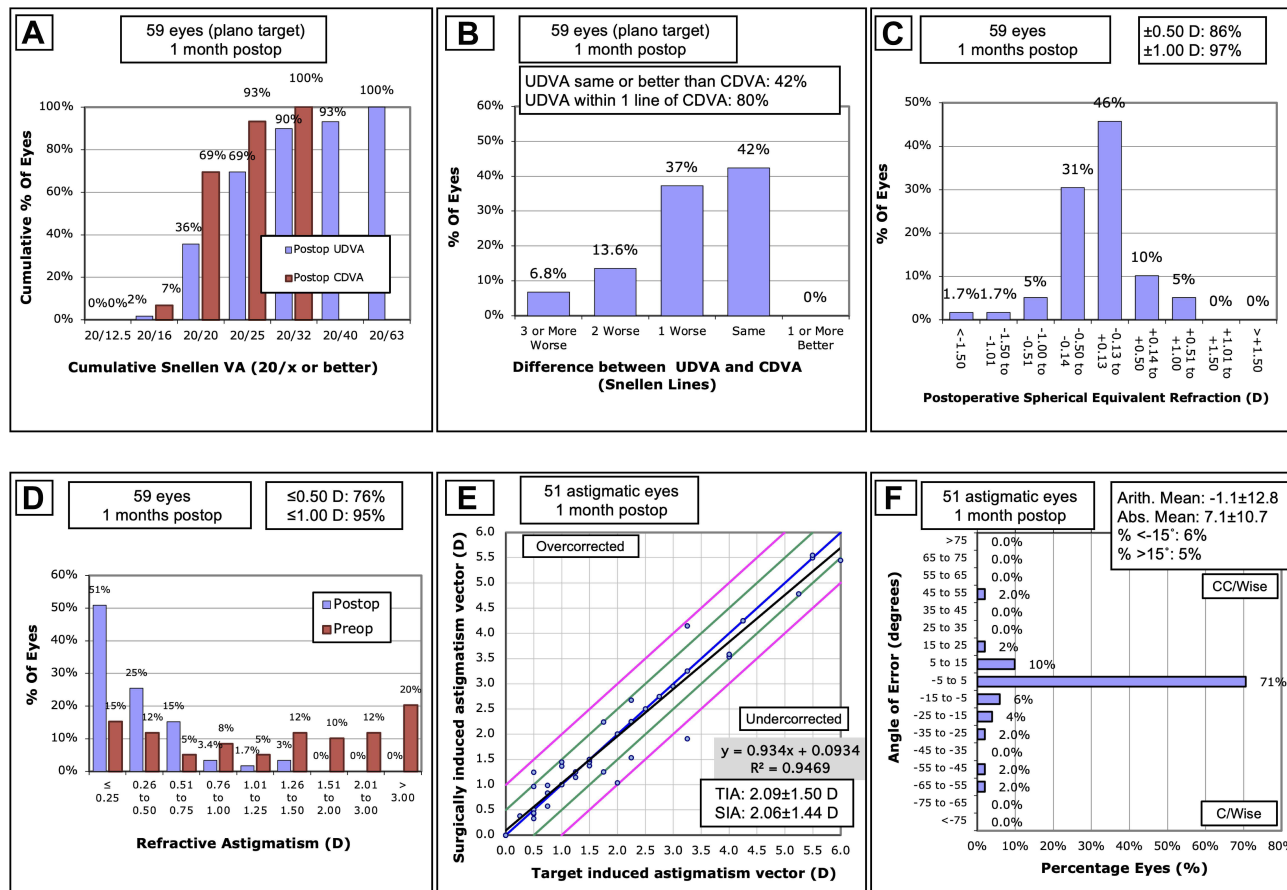 A
59 eyes (plano target)
1 month postop
100%
90%
80%
60%
40%
20%
0%
Cumulative % Of Eyes
0%
0%
2%
7%
36%
69%
69%
93%
90%
100%
93%
100%
Postop UDVA
Postop CDVA
20/12.5 20/16 20/20 20/25 20/32 20/40 20/63
Cumulative Snellen VA (20/x or better)
B
59 eyes (plano target)
1 month postop
UDVA same or better than CDVA: 42%
UDVA within 1 line of CDVA: 80%
60%
50%
40%
30%
20%
10%
0%
% Of Eyes
6.8%
13.6%
37%
42%
0%
3 or More Worse
2 Worse
1 Worse
Same
1 or More Better
Difference between UDVA and CDVA
(Snellen Lines)
C
59 eyes
1 months postop
±0.50 D: 86%
±1.00 D: 97%
50%
40%
30%
20%
10%
0%
% Of Eyes
1.7%
1.7%
5%
31%
46%
10%
5%
0%
0%
<-1.50
-1.50 to -1.01
-1.00 to -0.51
-0.50 to -0.14
-0.13 to +0.13
+0.14 to +0.50
+0.51 to +1.00
+1.01 to +1.50
>+1.50
Postoperative Spherical Equivalent Refraction (D)
D
59 eyes
1 months postop
≤0.50 D: 76%
≤1.00 D: 95%
60%
50%
40%
30%
20%
10%
0%
% Of Eyes
51%
15%
25%
12%
15%
5%
3.4%
8%
1.7%
5%
3%
12%
0%
10%
0%
12%
0%
20%
Postop
Preop
≤ 0.25
0.26 to 0.50
0.51 to 0.75
0.76 to 1.00
1.01 to 1.25
1.26 to 1.50
1.51 to 2.00
2.01 to 3.00
> 3.00
Refractive Astigmatism (D)
E
51 astigmatic eyes
1 month postop
6.0
5.5
5.0
4.5
4.0
3.5
3.0
2.5
2.0
1.5
1.0
0.5
0.0
Surgically induced astigmatism vector (D)
Overcorrected
Undercorrected
y = 0.934x + 0.0934
R² = 0.9469
TIA: 2.09±1.50 D
SIA: 2.06±1.44 D
0.0 0.5 1.0 1.5 2.0 2.5 3.0 3.5 4.0 4.5 5.0 5.5 6.0
Target induced astigmatism vector (D)
F
51 astigmatic eyes
1 month postop
Arith. Mean: -1.1±12.8
Abs. Mean: 7.1±10.7
% <-15˚: 6%
% >15˚: 5%
Angle of Error (degrees)
>75 0.0%
65 to 75 0.0%
55 to 65 0.0%
45 to 55 2.0%
35 to 45 0.0%
25 to 35 0.0%
15 to 25 2%
5 to 15 10%
-5 to 5 71%
-15 to -5 6%
-25 to -15 4%
-35 to -25 2.0%
-45 to -35 0.0%
-55 to -45 2.0%
-65 to -55 2.0%
-75 to -65 0.0%
<-75 0.0%
CC/Wise
C/Wise
0% 10% 20% 30% 40% 50% 60% 70% 80%
Percentage Eyes (%)